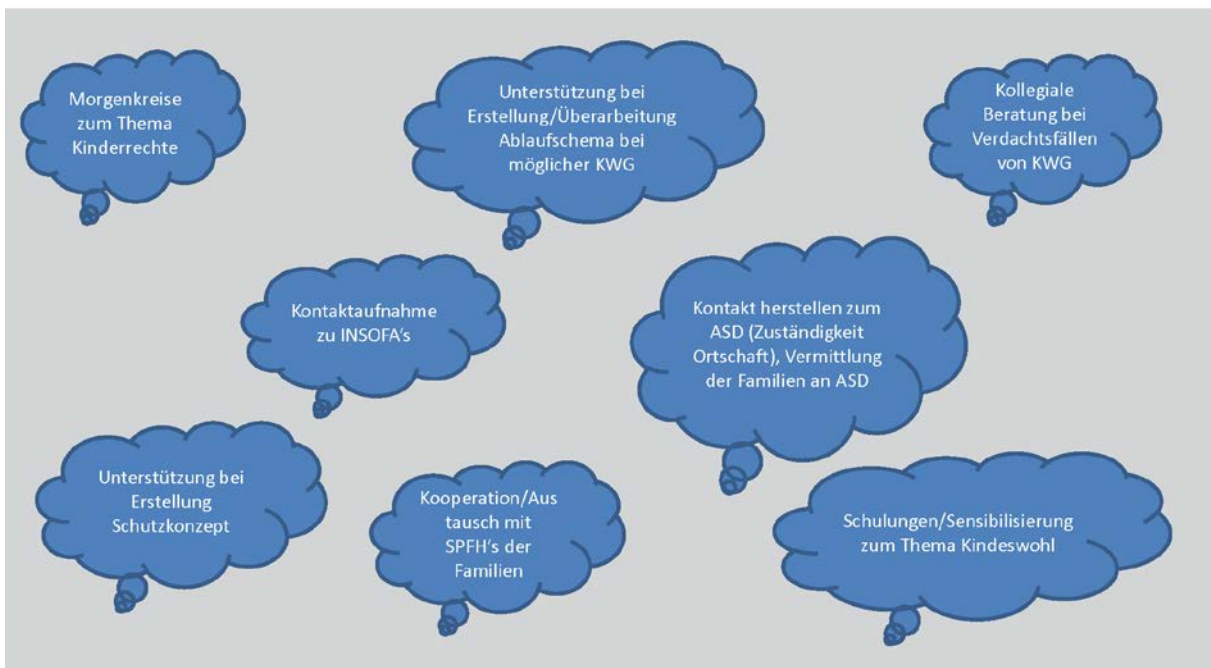 Morgenkreise
zum Thema
Kinderrechte
Unterstützung bei
Erstellung/Überarbeitung
Ablaufschema bei
möglicher KWG
Kollegiale
Beratung bei
Verdachtsfällen
von KWG
Kontaktaufnahme
zu INSOFA's
Kontakt herstellen zum
ASD (Zuständigkeit
Ortschaft), Vermittlung
der Familien an ASD
Unterstützung bei
Erstellung
Schutzkonzept
Kooperation/Aus
tausch mit
SPFH's der
Familien
Schulungen/Sensibilisierung
zum Thema Kindeswohl